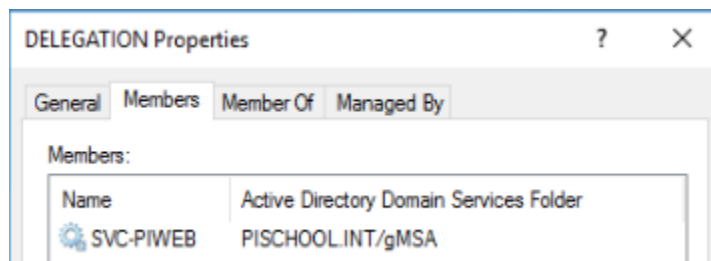 DELEGATION Properties ? ×
General Members Member Of Managed By
Members:
Name Active Directory Domain Services Folder
SVC-PIWEB PISCHOOL.INT/gMSA